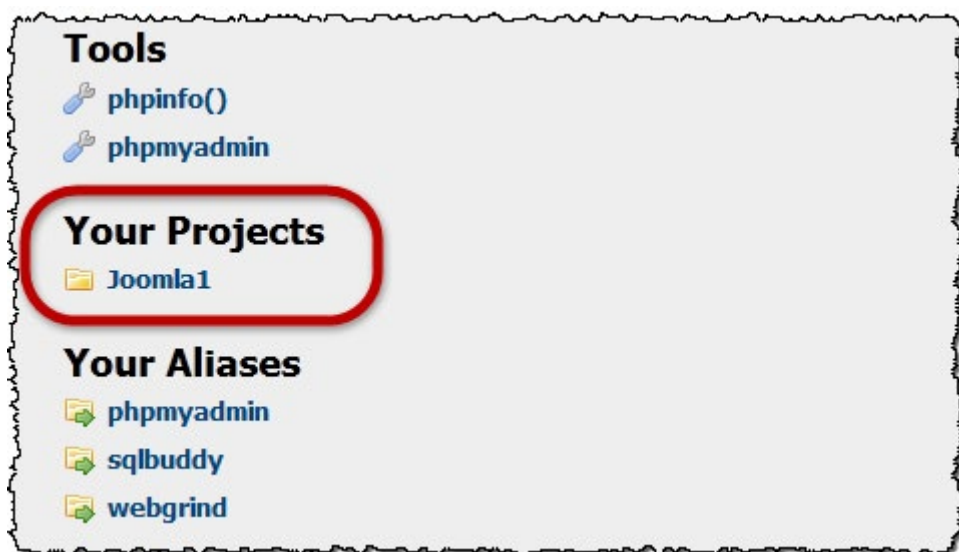 Tools
phpinfo()
phpmyadmin
Your Projects
Joomla1
Your Aliases
phpmyadmin
sqlbuddy
webgrind